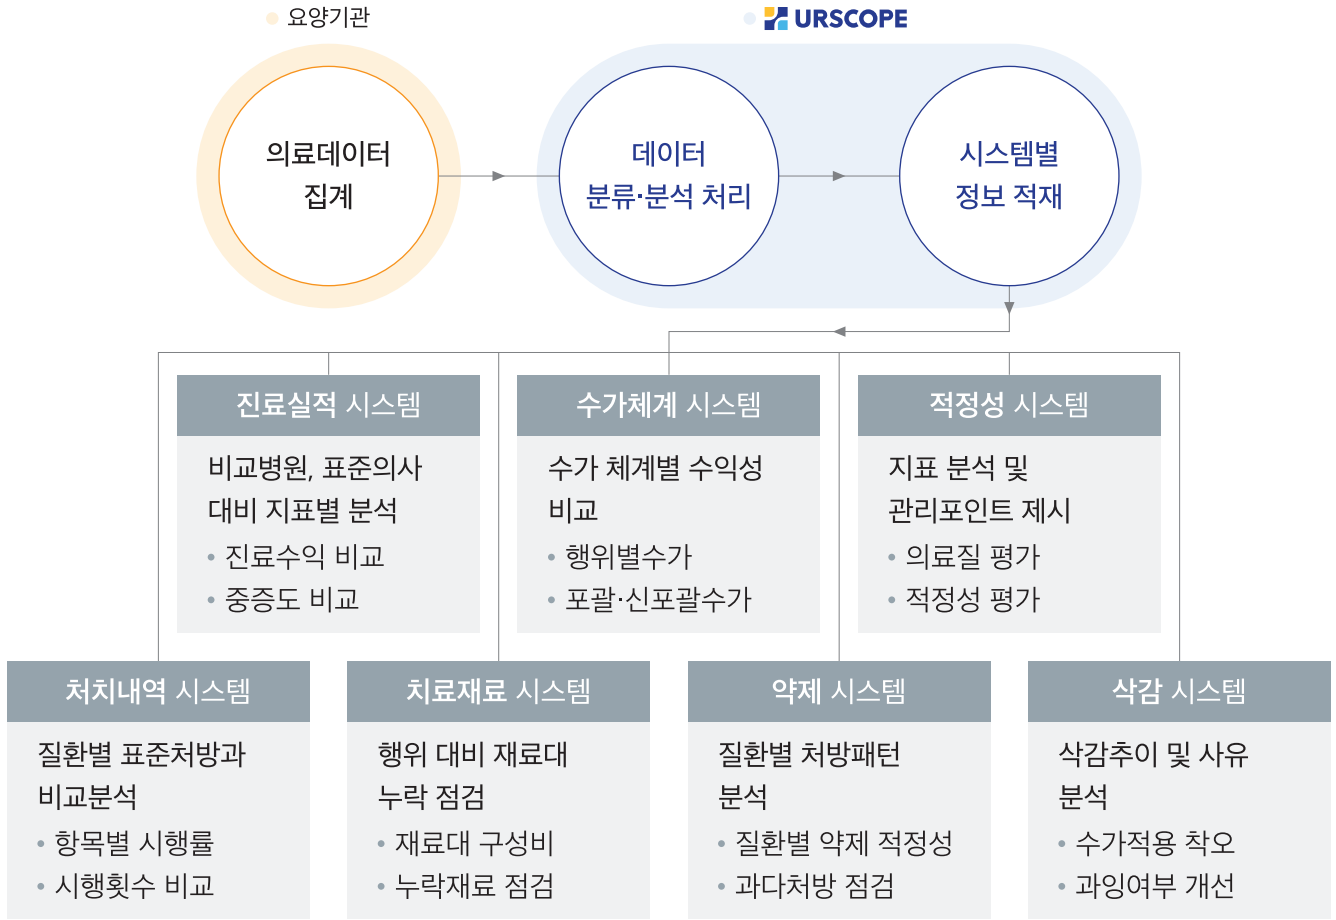 요양기관
URSCOPE
의료데이터
집계
데이터
분류·분석 처리
시스템별
정보 적재
진료실적 시스템
비교병원, 표준의사
대비 지표별 분석
• 진료수익 비교
• 중증도 비교
수가체계 시스템
수가 체계별 수익성
비교
• 행위별수가
• 포괄·신포괄수가
적정성 시스템
지표 분석 및
관리포인트 제시
• 의료질 평가
• 적정성 평가
처치내역 시스템
질환별 표준처방과
비교분석
• 항목별 시행률
• 시행횟수 비교
치료재료 시스템
행위 대비 재료대
누락 점검
• 재료대 구성비
• 누락재료 점검
약제 시스템
질환별 처방패턴
분석
• 질환별 약제 적정성
• 과다처방 점검
삭감 시스템
삭감추이 및 사유
분석
• 수가적용 착오
• 과잉여부 개선